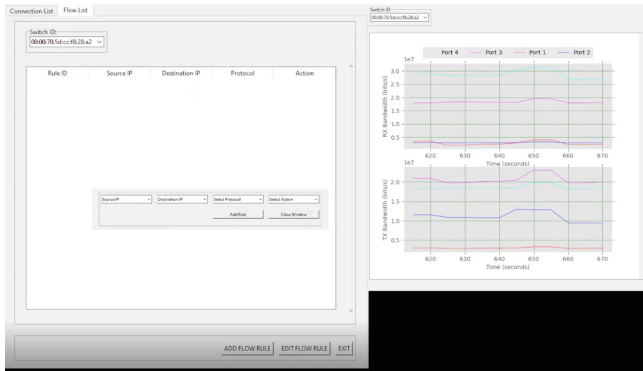 Connection List Flow List
Switch ID:
00:00:70:5d:cc:f8:28:a2
Rule ID Source IP Destination IP Protocol Action
Source IP Destination IP Select Protocol Select Action
Add Rule Close Window
ADD FLOW RULE EDIT FLOW RULE EXIT
Switch ID
00:00:70:5d:cc:f8:28:a2
Port 4 Port 3 Port 1 Port 2
1e7
RX Bandwidth (bits/s)
3.0
2.5
2.0
1.5
1.0
0.5
620 630 640 650 660 670
Time (seconds)
1e7
TX Bandwidth (bits/s)
2.0
1.5
1.0
0.5
620 630 640 650 660 670
Time (seconds)